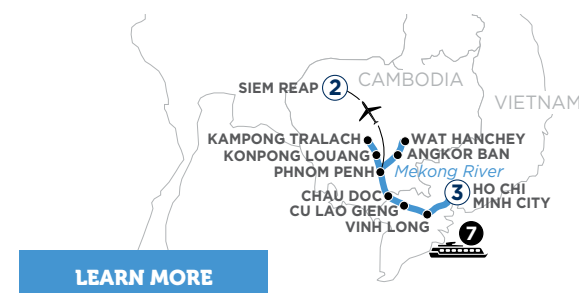 CAMBODIA
SIEM REAP 2
VIETNAM
KAMPONG TRALACH
WAT HANCHEY
KONPONG LOUANG
ANGKOR BAN
PHNOM PENH
Mekong River
3 HO CHI
MINH CITY
CHAU DOC
CU LAO GIENG
VINH LONG
7
LEARN MORE